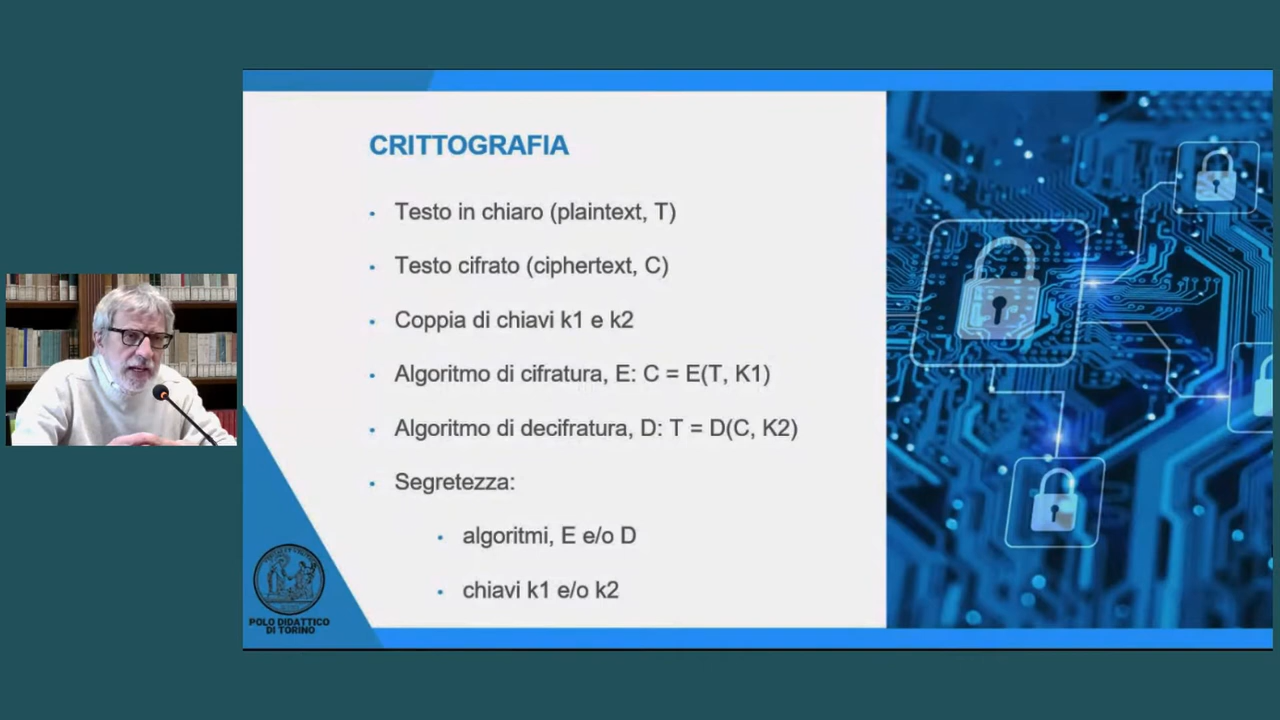 CRITTOGRAFIA
Testo in chiaro (plaintext, T)
Testo cifrato (ciphertext, C)
Coppia di chiavi k1 e k2
Algoritmo di cifratura, E: C = E(T, K1)
Algoritmo di decifratura, D: T = D(C, K2)
Segretezza:
algoritmi, E e/o D
chiavi k1 e/o k2
POLO DIDATTICO
DI TORINO